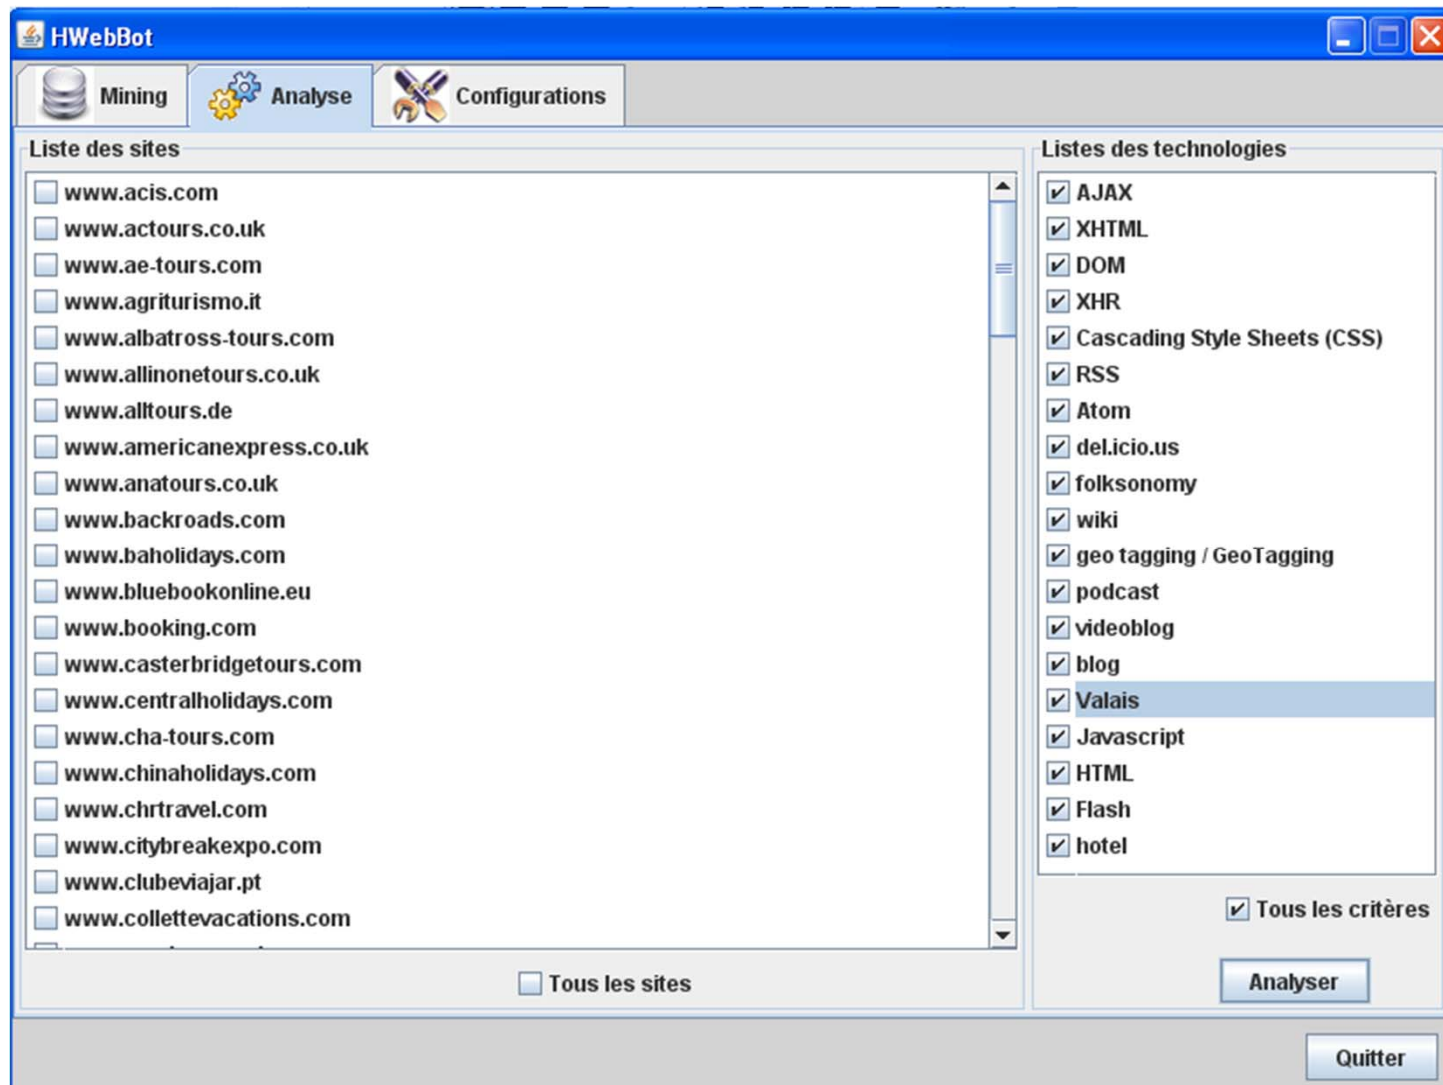 HWebBot
Mining
Analyse
Configurations
Liste des sites
www.acis.com
www.actours.co.uk
www.ae-tours.com
www.agriturismo.it
www.albatross-tours.com
www.allinonetours.co.uk
www.alltours.de
www.americanexpress.co.uk
www.anatours.co.uk
www.backroads.com
www.baholidays.com
www.bluebookonline.eu
www.booking.com
www.casterbridgetours.com
www.centralholidays.com
www.cha-tours.com
www.chinaholidays.com
www.chrtravel.com
www.citybreakexpo.com
www.clubeviajar.pt
www.collettevacations.com
Tous les sites
Listes des technologies
AJAX
XHTML
DOM
XHR
Cascading Style Sheets (CSS)
RSS
Atom
del.icio.us
folksonomy
wiki
geo tagging / GeoTagging
podcast
videoblog
blog
Valais
Javascript
HTML
Flash
hotel
Tous les critères
Analyser
Quitter